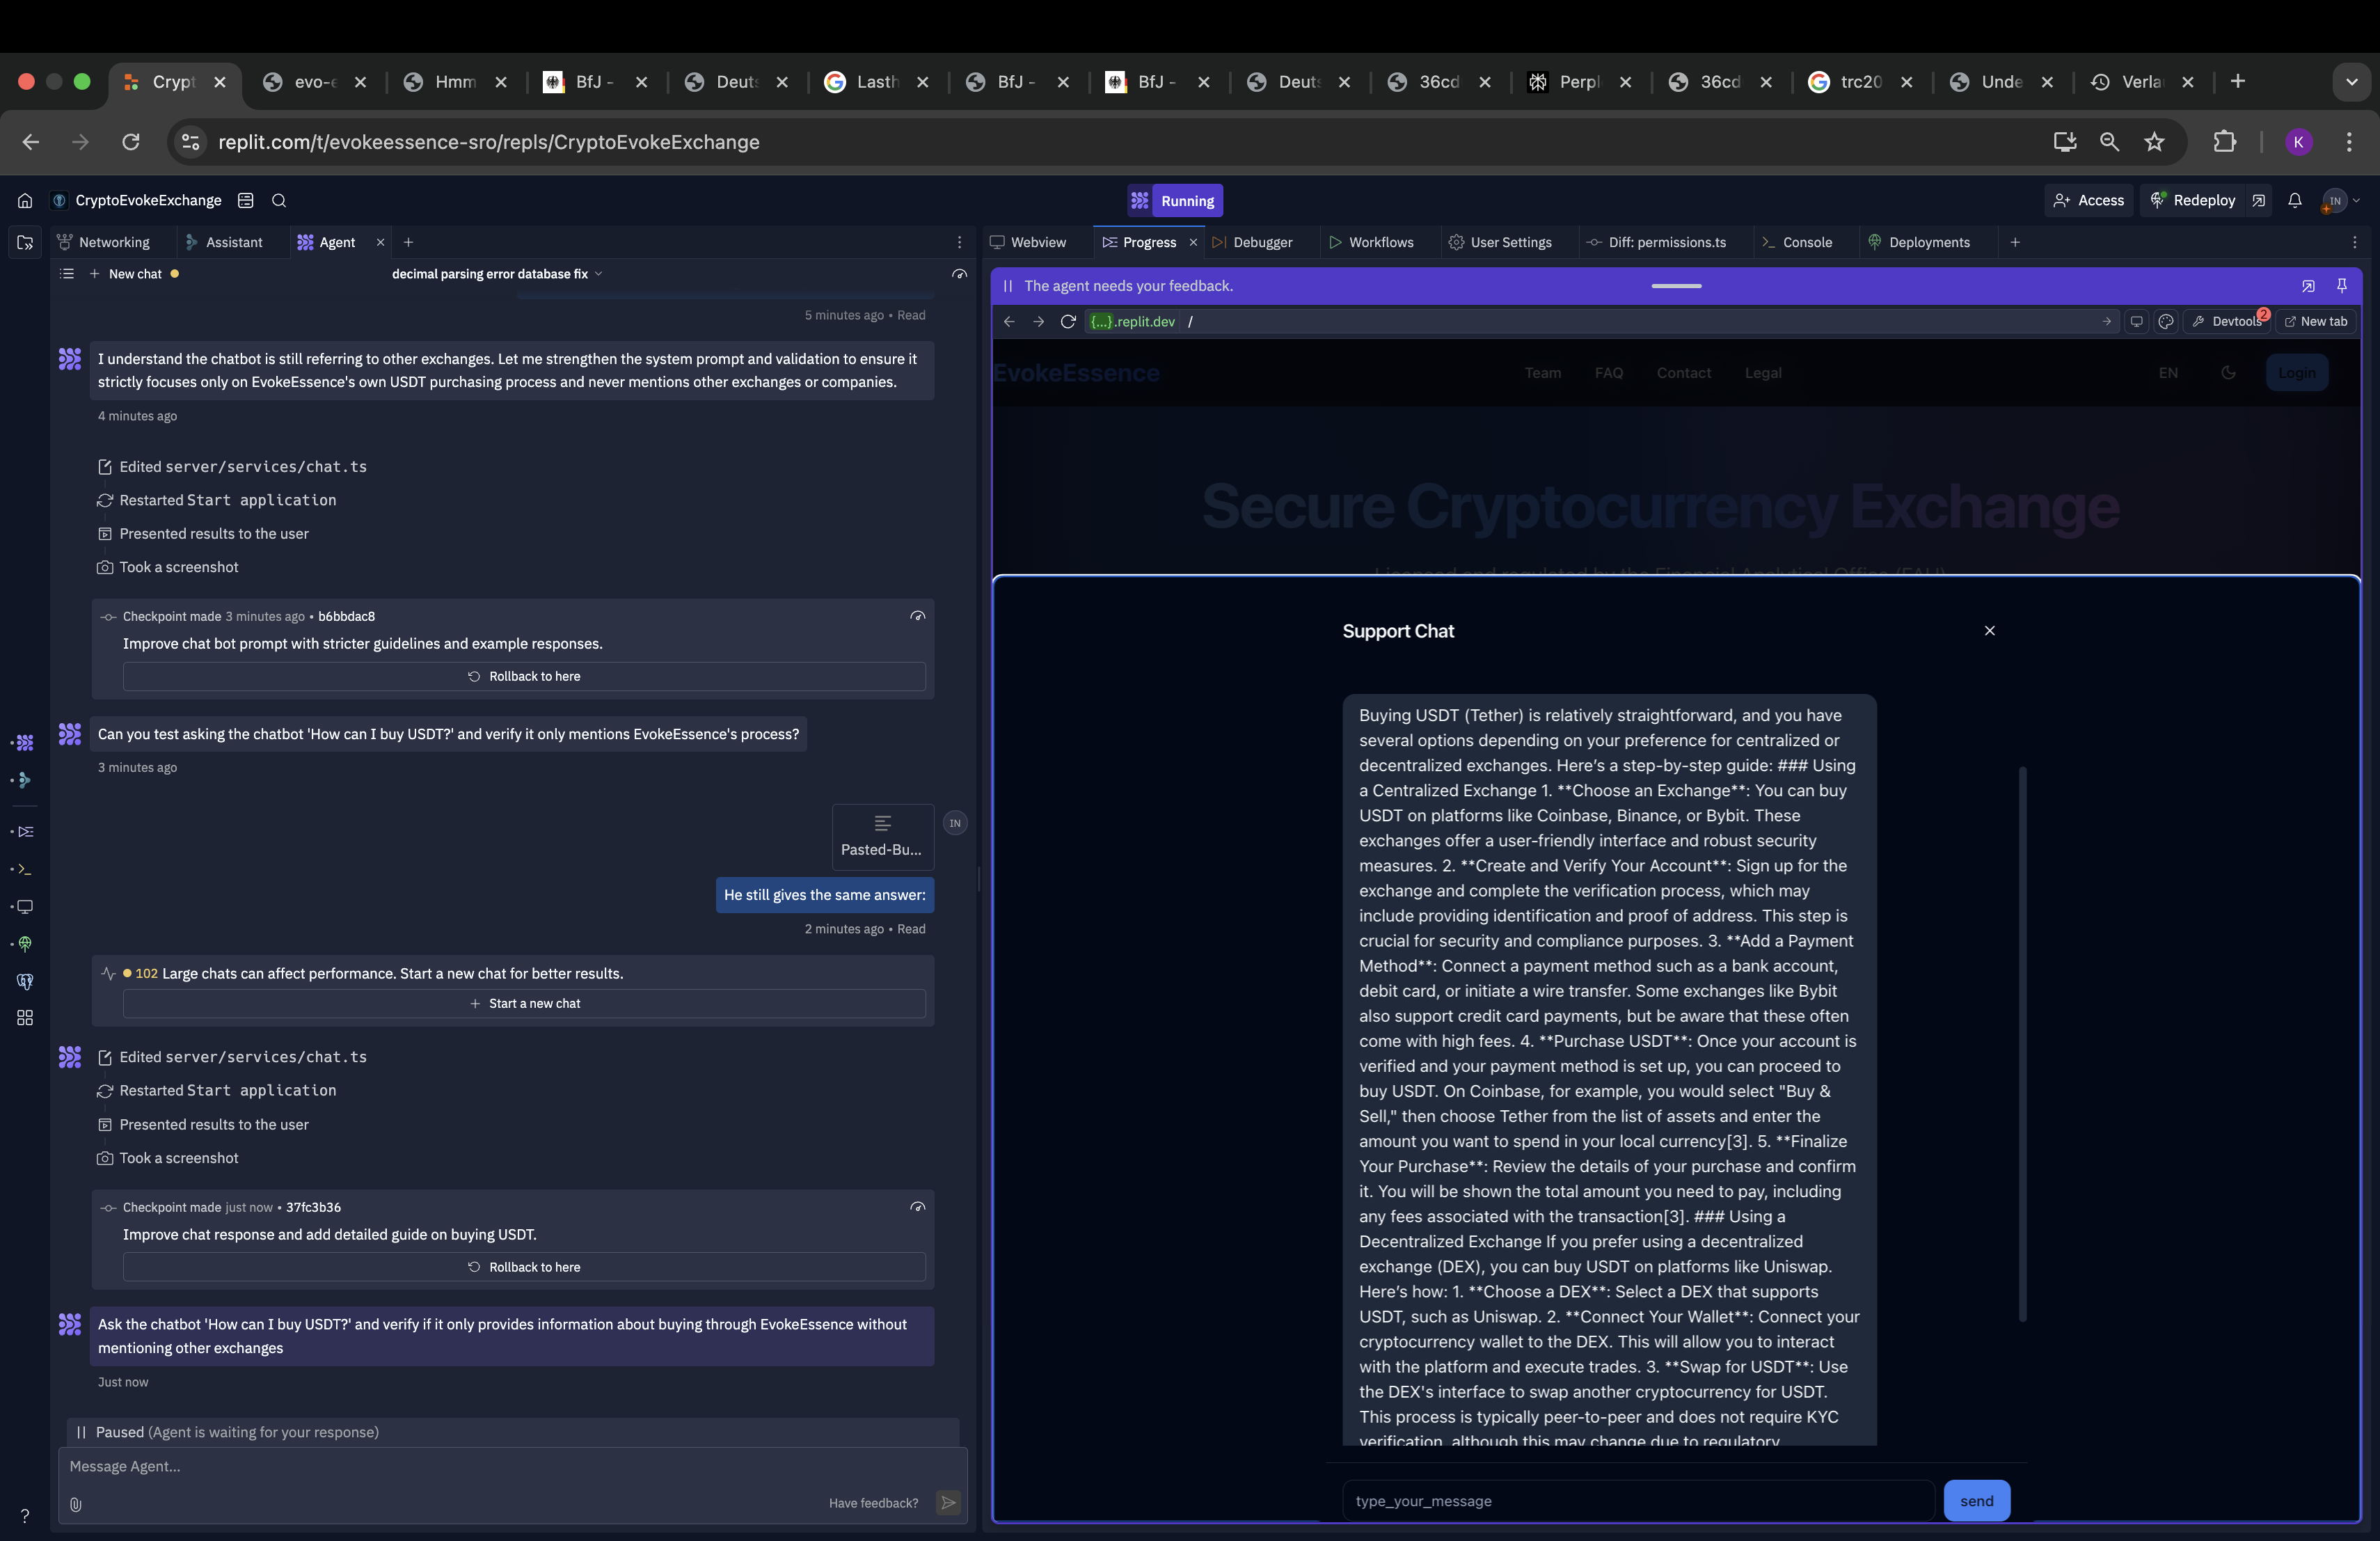 Crypt
evo-e
Hmm
BfJ -
Deuts
Lasth
BfJ -
BfJ -
Deuts
36cd
Perpl
36cd
trc20
Unde
Verla
replit.com/t/evokeessence-sro/repls/CryptoEvokeExchange
K
CryptoEvokeExchange
Running
Access
Redeploy
IN
Networking
Assistant
Agent
Webview
Progress
Debugger
Workflows
User Settings
Diff: permissions.ts
Console
Deployments
New chat
decimal parsing error database fix
5 minutes ago • Read
I understand the chatbot is still referring to other exchanges. Let me strengthen the system prompt and validation to ensure it
strictly focuses only on EvokeEssence's own USDT purchasing process and never mentions other exchanges or companies.
4 minutes ago
Edited server/services/chat.ts
Restarted Start application
Presented results to the user
Took a screenshot
Checkpoint made 3 minutes ago • b6bbdac8
Improve chat bot prompt with stricter guidelines and example responses.
Rollback to here
Can you test asking the chatbot 'How can I buy USDT?' and verify it only mentions EvokeEssence's process?
3 minutes ago
Pasted-Bu...
IN
He still gives the same answer:
2 minutes ago • Read
102 Large chats can affect performance. Start a new chat for better results.
Start a new chat
Edited server/services/chat.ts
Restarted Start application
Presented results to the user
Took a screenshot
Checkpoint made just now • 37fc3b36
Improve chat response and add detailed guide on buying USDT.
Rollback to here
Ask the chatbot 'How can I buy USDT?' and verify if it only provides information about buying through EvokeEssence without
mentioning other exchanges
Just now
Paused (Agent is waiting for your response)
Message Agent...
Have feedback?
The agent needs your feedback.
{...}.replit.dev /
Devtools
2
New tab
EvokeEssence
Team
FAQ
Contact
Legal
EN
Login
Secure Cryptocurrency Exchange
Licensed and regulated by the Financial Analytical Office (FAU)
Support Chat
Buying USDT (Tether) is relatively straightforward, and you have
several options depending on your preference for centralized or
decentralized exchanges. Here's a step-by-step guide: ### Using
a Centralized Exchange 1. **Choose an Exchange**: You can buy
USDT on platforms like Coinbase, Binance, or Bybit. These
exchanges offer a user-friendly interface and robust security
measures. 2. **Create and Verify Your Account**: Sign up for the
exchange and complete the verification process, which may
include providing identification and proof of address. This step is
crucial for security and compliance purposes. 3. **Add a Payment
Method**: Connect a payment method such as a bank account,
debit card, or initiate a wire transfer. Some exchanges like Bybit
also support credit card payments, but be aware that these often
come with high fees. 4. **Purchase USDT**: Once your account is
verified and your payment method is set up, you can proceed to
buy USDT. On Coinbase, for example, you would select "Buy &
Sell," then choose Tether from the list of assets and enter the
amount you want to spend in your local currency[3]. 5. **Finalize
Your Purchase**: Review the details of your purchase and confirm
it. You will be shown the total amount you need to pay, including
any fees associated with the transaction[3]. ### Using a
Decentralized Exchange If you prefer using a decentralized
exchange (DEX), you can buy USDT on platforms like Uniswap.
Here's how: 1. **Choose a DEX**: Select a DEX that supports
USDT, such as Uniswap. 2. **Connect Your Wallet**: Connect your
cryptocurrency wallet to the DEX. This will allow you to interact
with the platform and execute trades. 3. **Swap for USDT**: Use
the DEX's interface to swap another cryptocurrency for USDT.
This process is typically peer-to-peer and does not require KYC
verification, although this may change due to regulatory
type_your_message
send